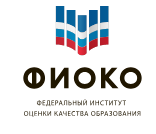 ФИОКО
ФЕДЕРАЛЬНЫЙ ИНСТИТУТ
ОЦЕНКИ КАЧЕСТВА ОБРАЗОВАНИЯ